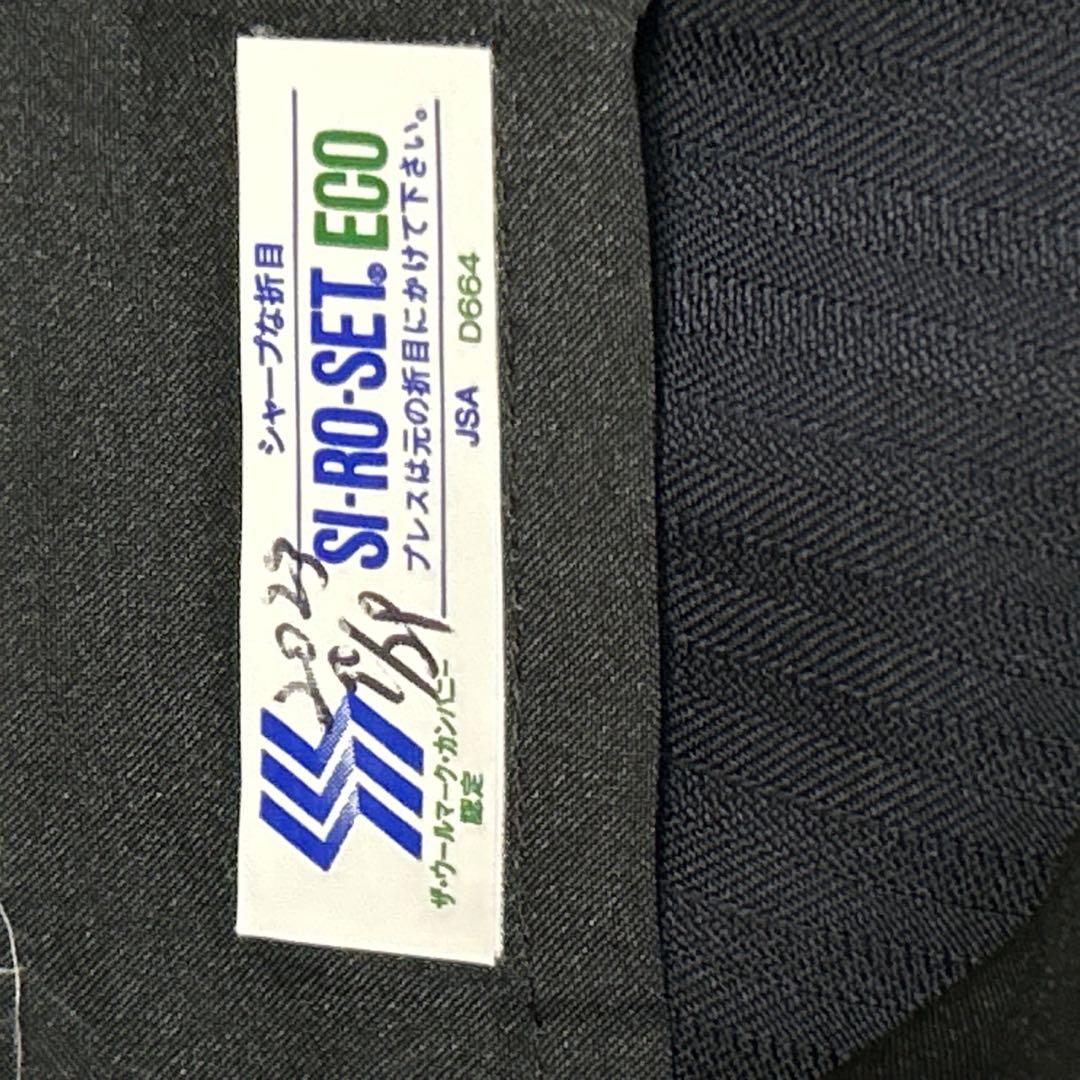 シャープな折目
SI-RO-SET® ECO
プレスは元の折目にかけて下さい。
JSA D664
ザ・ウールマーク・カンパニー
認定
2023